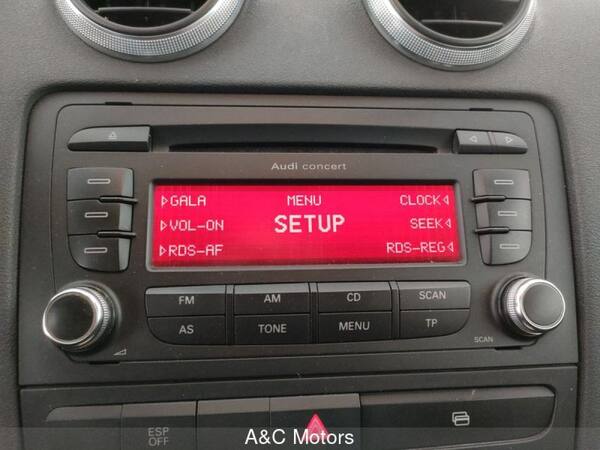 Audi concert
GALA MENU CLOCK
VOL-ON SETUP SEEK
RDS-AF RDS-REG
FM AM CD SCAN
AS TONE MENU TP
SCAN
ESP
OFF
A&C Motors